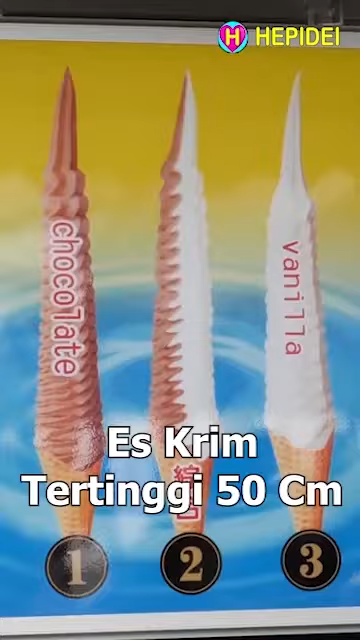 H HEPIDEI
chocolate
vanilla
Es Krim
Tertinggi 50 Cm
1
2
3